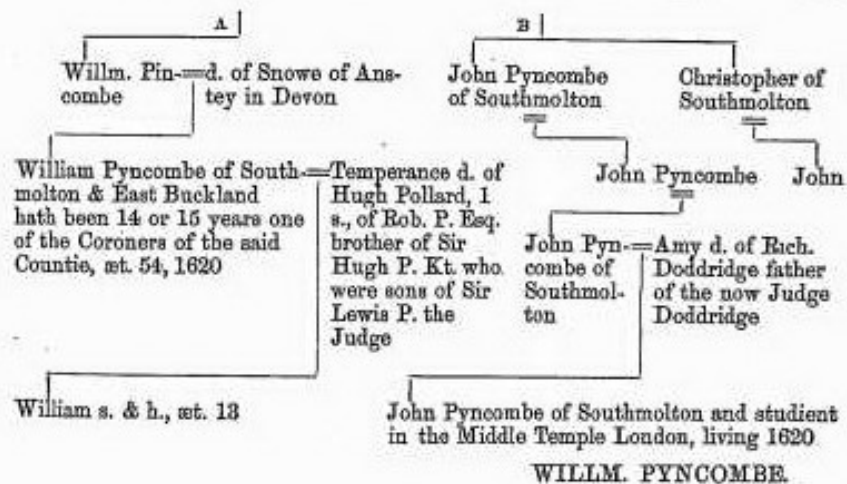 A
B
Willm. Pin-
combe
d. of Snowe of Ans-
tey in Devon
John Pyncombe
of Southmolton
Christopher of
Southmolton
William Pyncombe of South-
molton & East Buckland
hath been 14 or 15 years one
of the Coroners of the said
Countie, æt. 54, 1620
Temperance d. of
Hugh Pollard, 1
s., of Rob. P. Esq.
brother of Sir
Hugh P. Kt. who
were sons of Sir
Lewis P. the
Judge
John Pyncombe
John
John Pyn-
combe of
Southmol-
ton
Amy d. of Rich.
Doddridge father
of the now Judge
Doddridge
William s. & h., æt. 13
John Pyncombe of Southmolton and studient
in the Middle Temple London, living 1620
WILLM. PYNCOMBE.